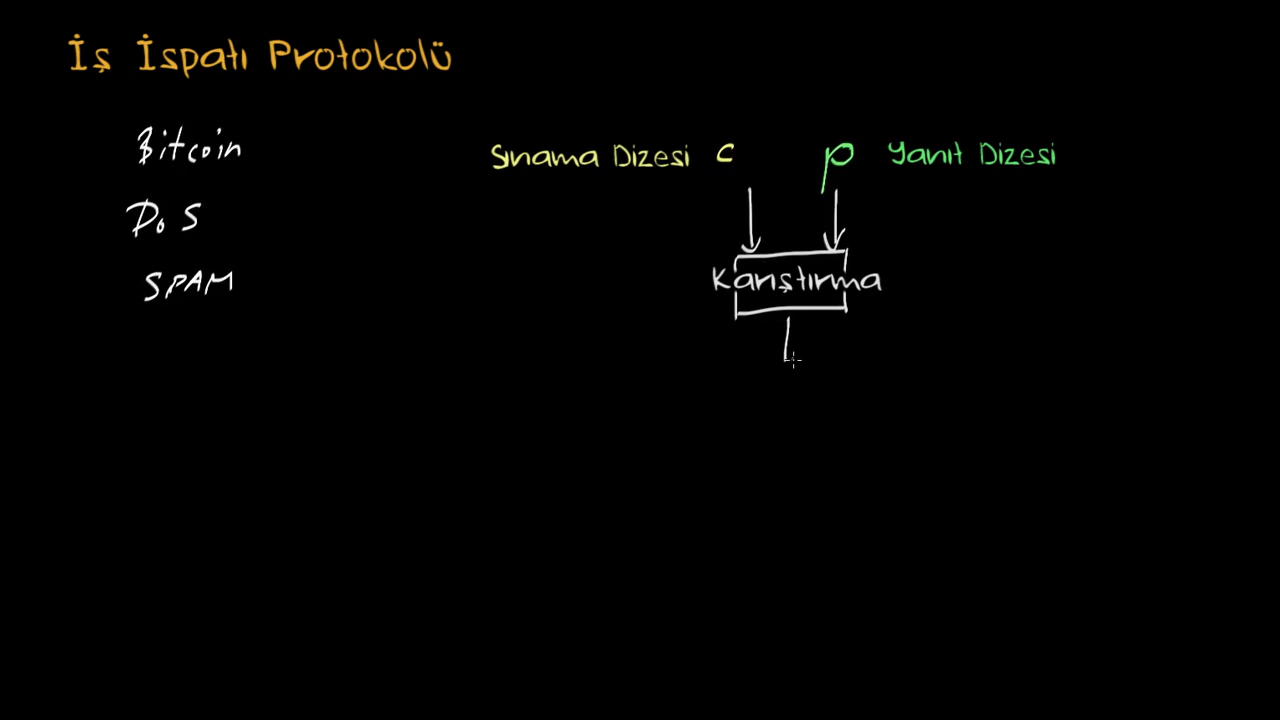 İş İspatı Protokolü
Bitcoin
DoS
SPAM
Sınama Dizesi c p Yanıt Dizesi
Karıştırma